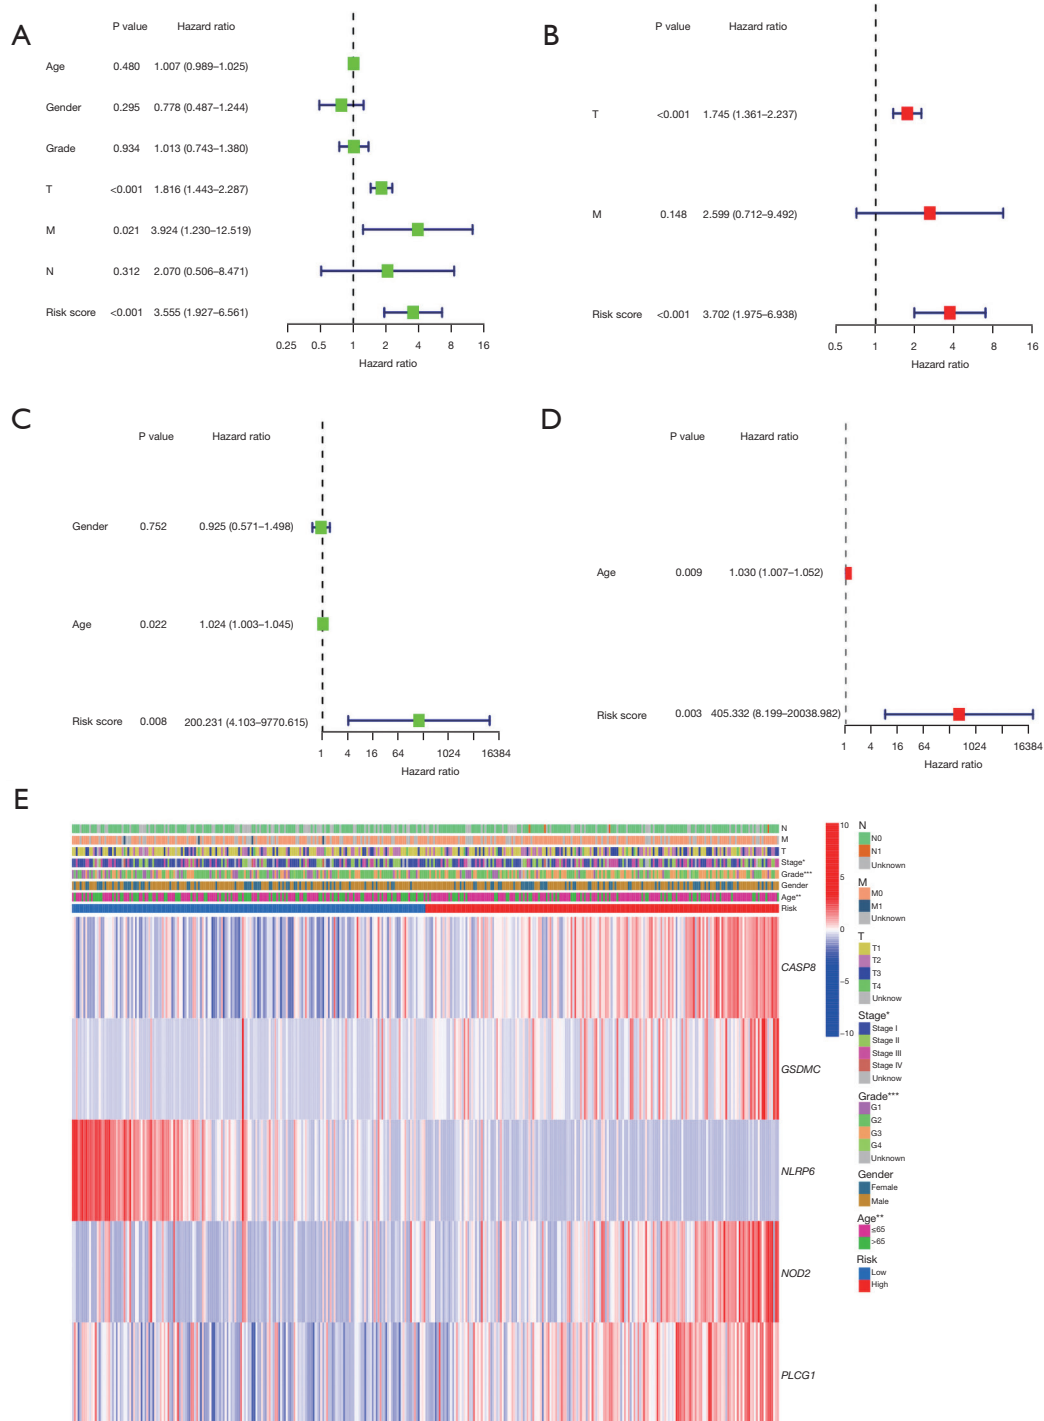 A
P value Hazard ratio
Age 0.480 1.007 (0.989–1.025)
Gender 0.295 0.778 (0.487–1.244)
Grade 0.934 1.013 (0.743–1.380)
T <0.001 1.816 (1.443–2.287)
M 0.021 3.924 (1.230–12.519)
N 0.312 2.070 (0.506–8.471)
Risk score <0.001 3.555 (1.927–6.561)
0.25 0.5 1 2 4 8 16
Hazard ratio
B
P value Hazard ratio
T <0.001 1.745 (1.361–2.237)
M 0.148 2.599 (0.712–9.492)
Risk score <0.001 3.702 (1.975–6.938)
0.5 1 2 4 8 16
Hazard ratio
C
P value Hazard ratio
Gender 0.752 0.925 (0.571–1.498)
Age 0.022 1.024 (1.003–1.045)
Risk score 0.008 200.231 (4.103–9770.615)
1 4 16 64 1024 16384
Hazard ratio
D
P value Hazard ratio
Age 0.009 1.030 (1.007–1.052)
Risk score 0.003 405.332 (8.199–20038.982)
1 4 16 64 1024 16384
Hazard ratio
E
N
M
T
Stage*
Grade***
Gender
Age**
Risk
CASP8
GSDMC
NLRP6
NOD2
PLCG1
10
5
0
−5
−10
N
N0
N1
Unknown
M
M0
M1
Unknown
T
T1
T2
T3
T4
Unknow
Stage*
Stage I
Stage II
Stage III
Stage IV
Unknow
Grade***
G1
G2
G3
G4
Unknown
Gender
Female
Male
Age**
≤65
>65
Risk
Low
High